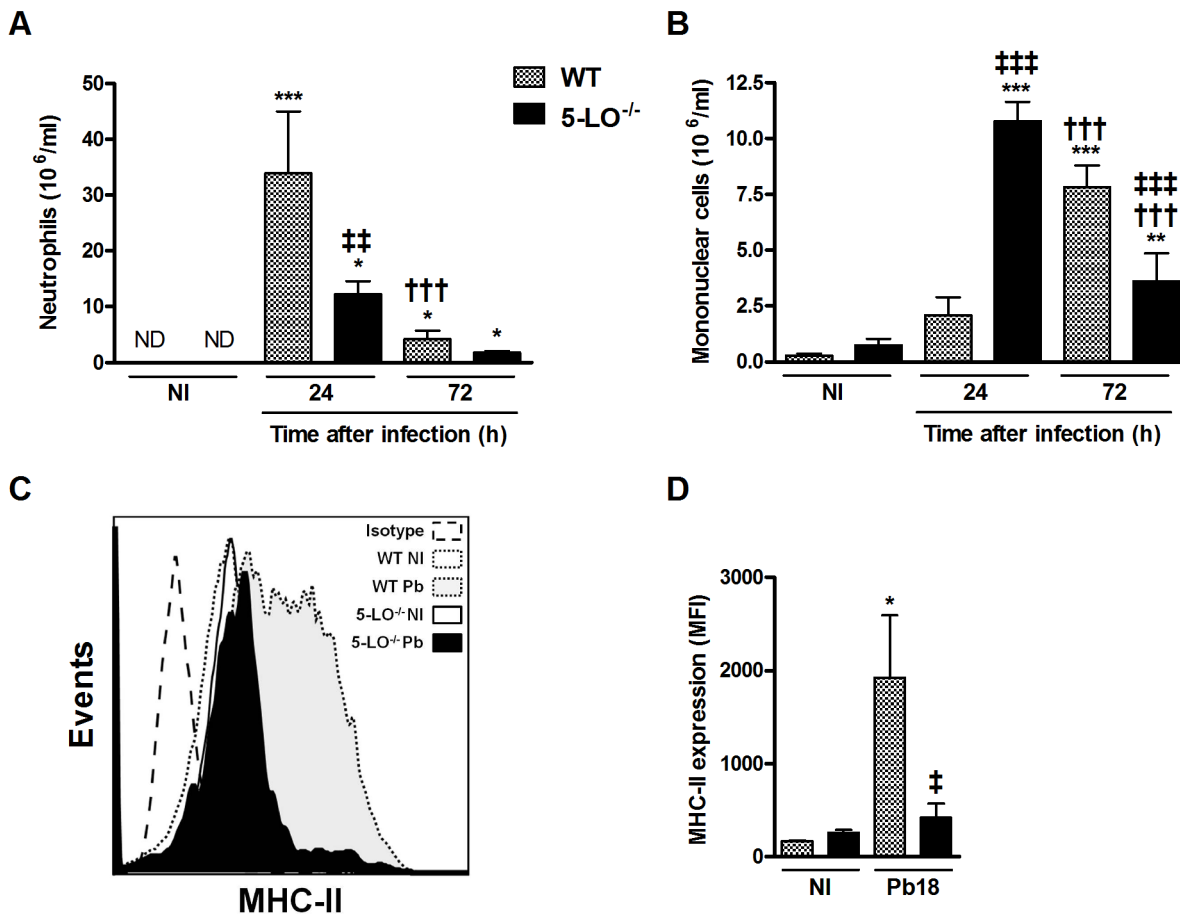 A
Neutrophils (10 6/ml)
50
40
30
20
10
0
ND
ND
***
‡‡
*
†††
*
*
NI
24
72
Time after infection (h)
WT
5-LO-/-
B
Mononuclear cells (10 6/ml)
12.5
10.0
7.5
5.0
2.5
0.0
‡‡‡
***
†††
***
‡‡‡
†††
**
NI
24
72
Time after infection (h)
C
Events
Isotype
WT NI
WT Pb
5-LO-/- NI
5-LO-/- Pb
MHC-II
D
MHC-II expression (MFI)
3000
2000
1000
0
*
‡
NI
Pb18